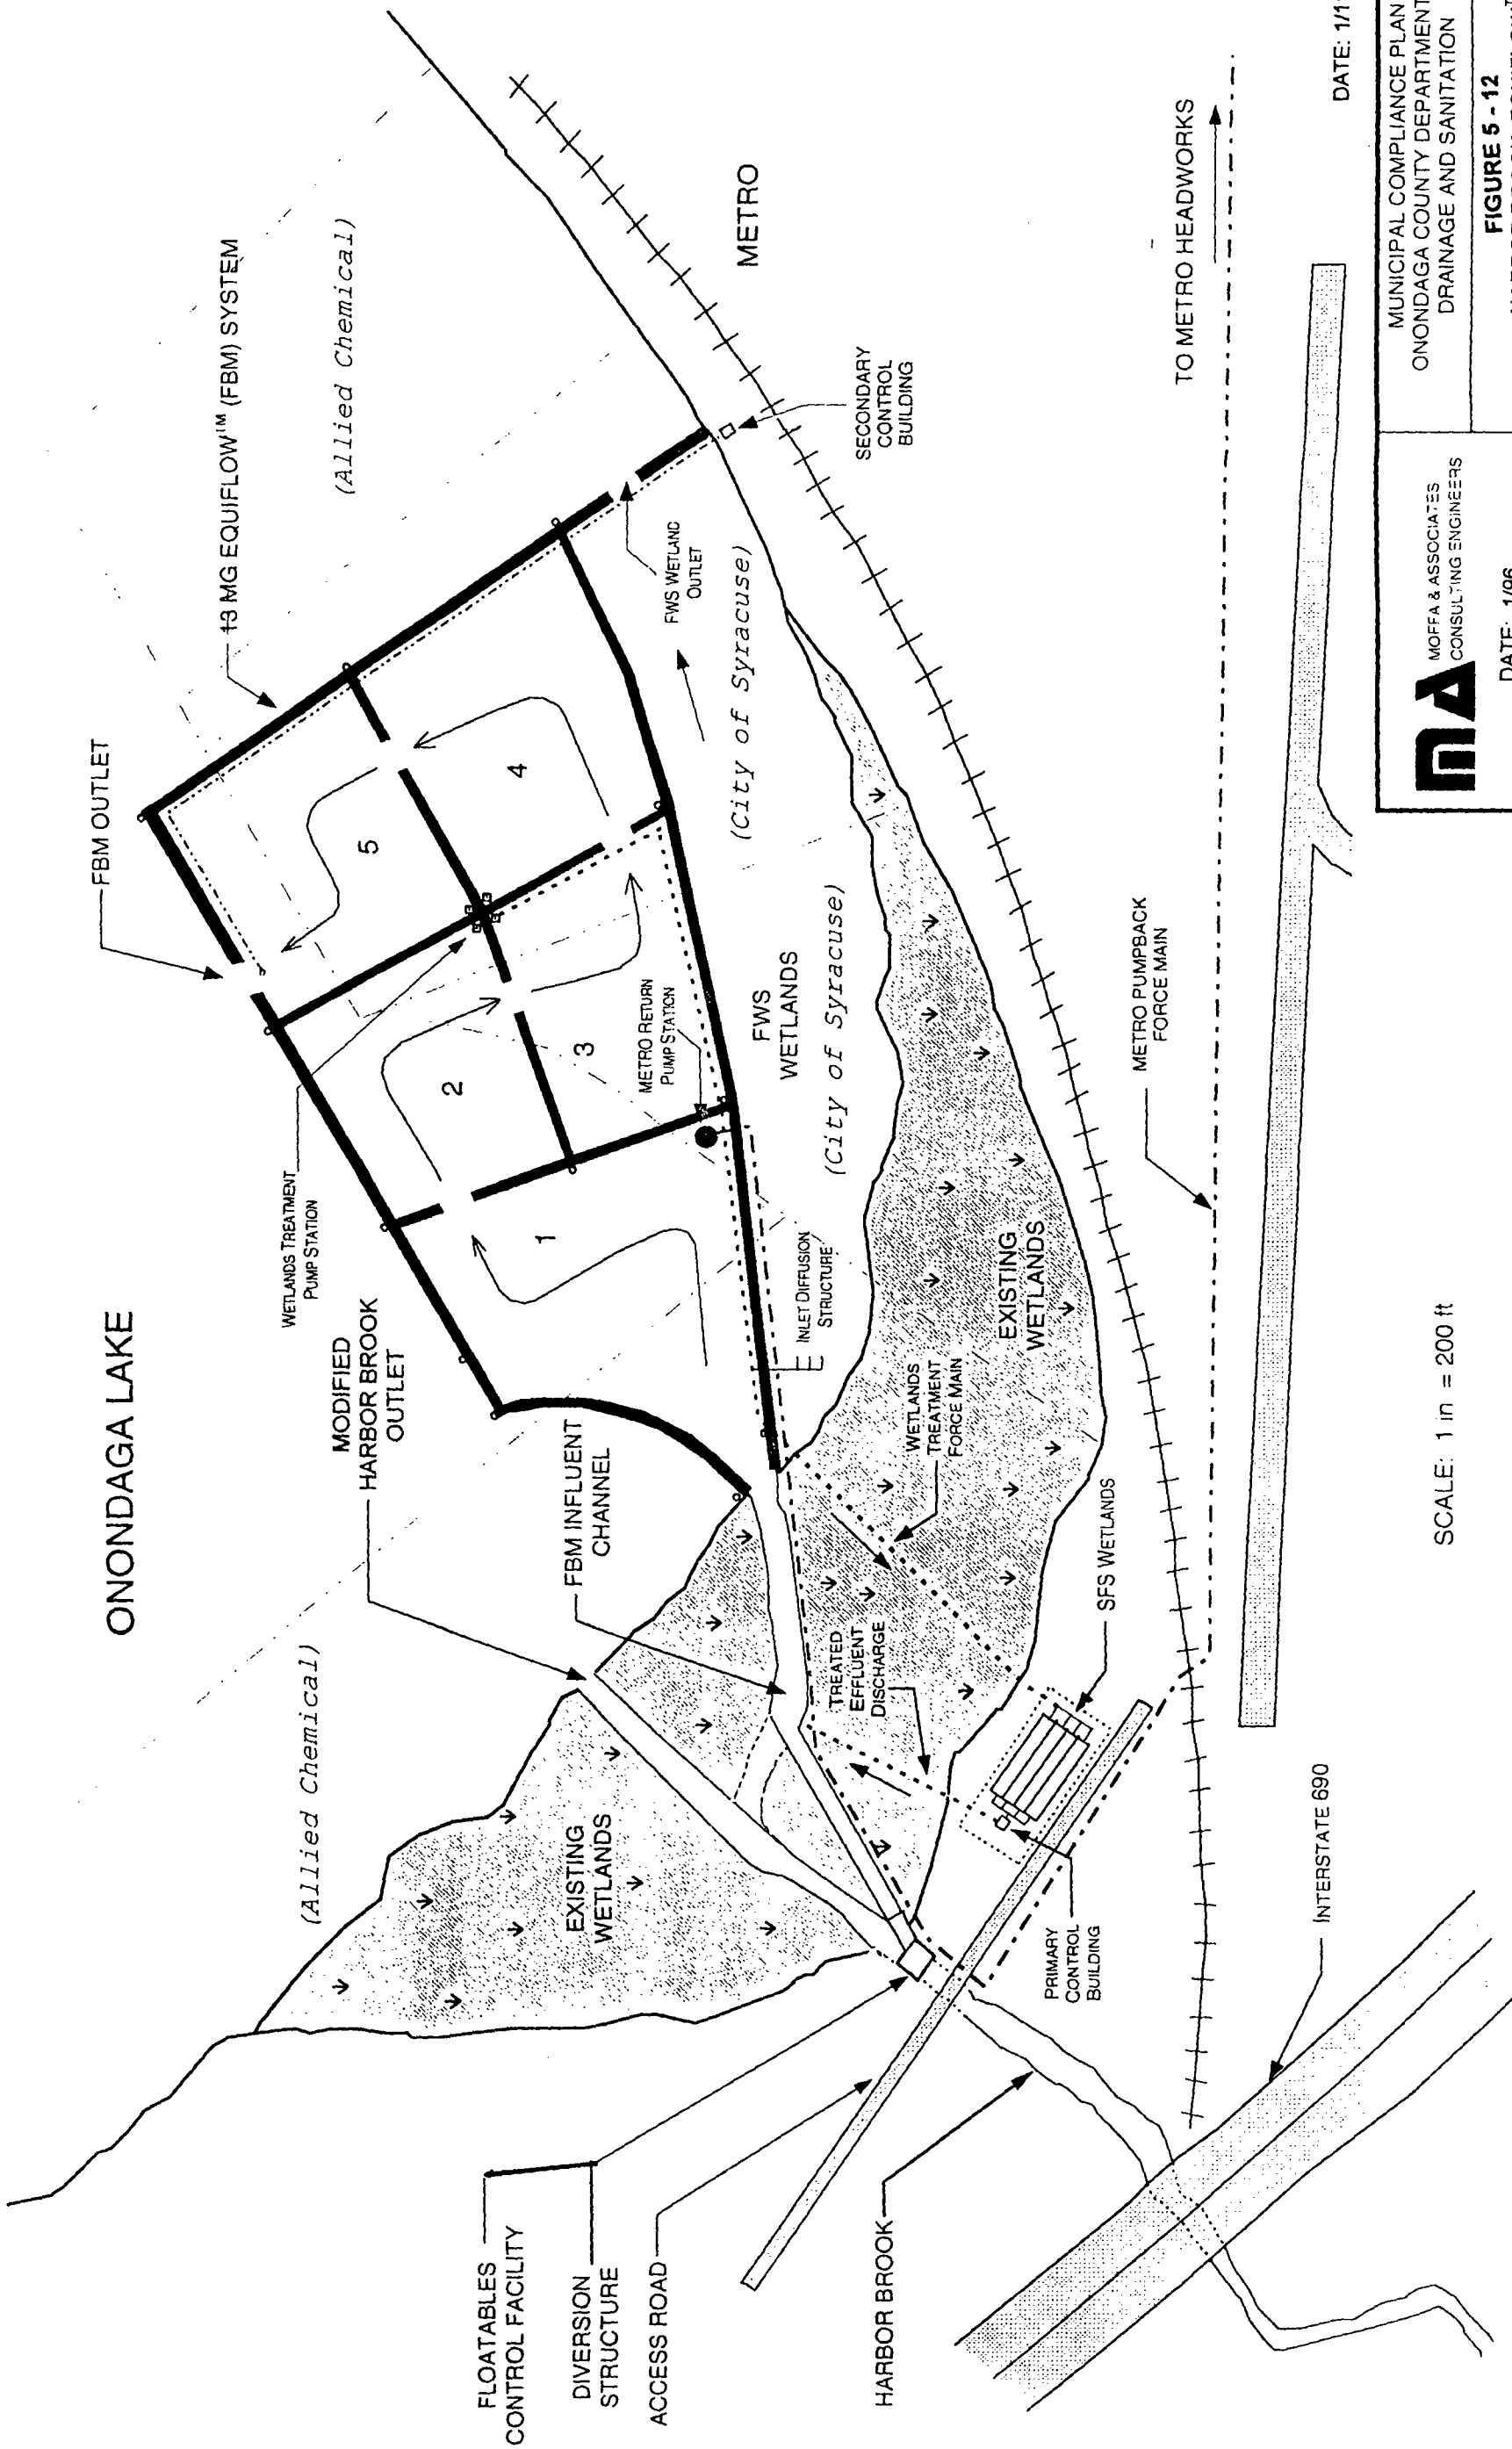 ONONDAGA LAKE
(Allied Chemical)
FLOATABLES
CONTROL FACILITY
DIVERSION
STRUCTURE
ACCESS ROAD
HARBOR BROOK
EXISTING
WETLANDS
MODIFIED
HARBOR BROOK
OUTLET
FBM INFLUENT
CHANNEL
WETLANDS TREATMENT
PUMP STATION
FBM OUTLET
13 MG EQUIFLOW™ (FBM) SYSTEM
(Allied Chemical)
1
2
3
4
5
METRO RETURN
PUMP STATION
INLET DIFFUSION
STRUCTURE
FWS
WETLANDS
(City of Syracuse)
FWS WETLAND
OUTLET
(City of Syracuse)
SECONDARY
CONTROL
BUILDING
METRO
EXISTING
WETLANDS
WETLANDS
TREATMENT
FORCE MAIN
TREATED
EFFLUENT
DISCHARGE
SFS WETLANDS
PRIMARY
CONTROL
BUILDING
METRO PUMPBACK
FORCE MAIN
TO METRO HEADWORKS
INTERSTATE 690
SCALE: 1 in = 200 ft
DATE: 1/1
MOFFA & ASSOCIATES
CONSULTING ENGINEERS
DATE: 1/96
MUNICIPAL COMPLIANCE PLAN
ONONDAGA COUNTY DEPARTMENT
DRAINAGE AND SANITATION
FIGURE 5 - 12